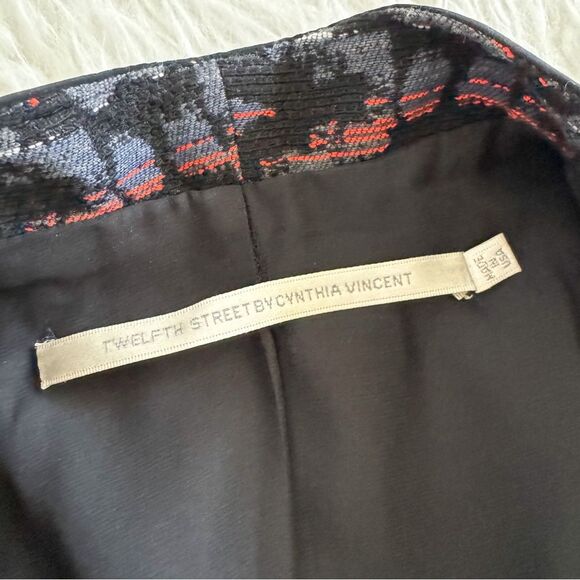 TWELFTH STREET BY CYNTHIA VINCENT
MADE
IN
USA